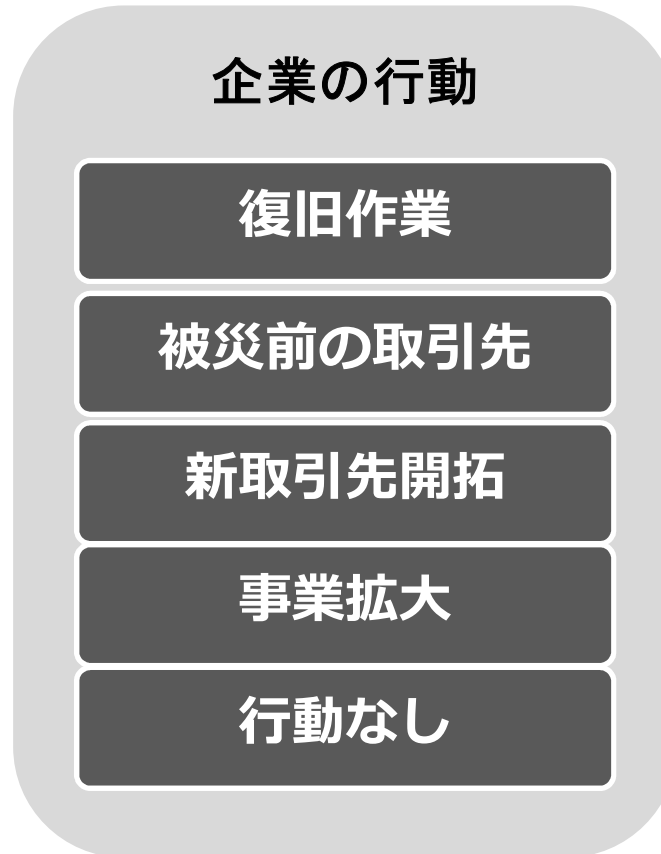 企業の行動
復旧作業
被災前の取引先
新取引先開拓
事業拡大
行動なし